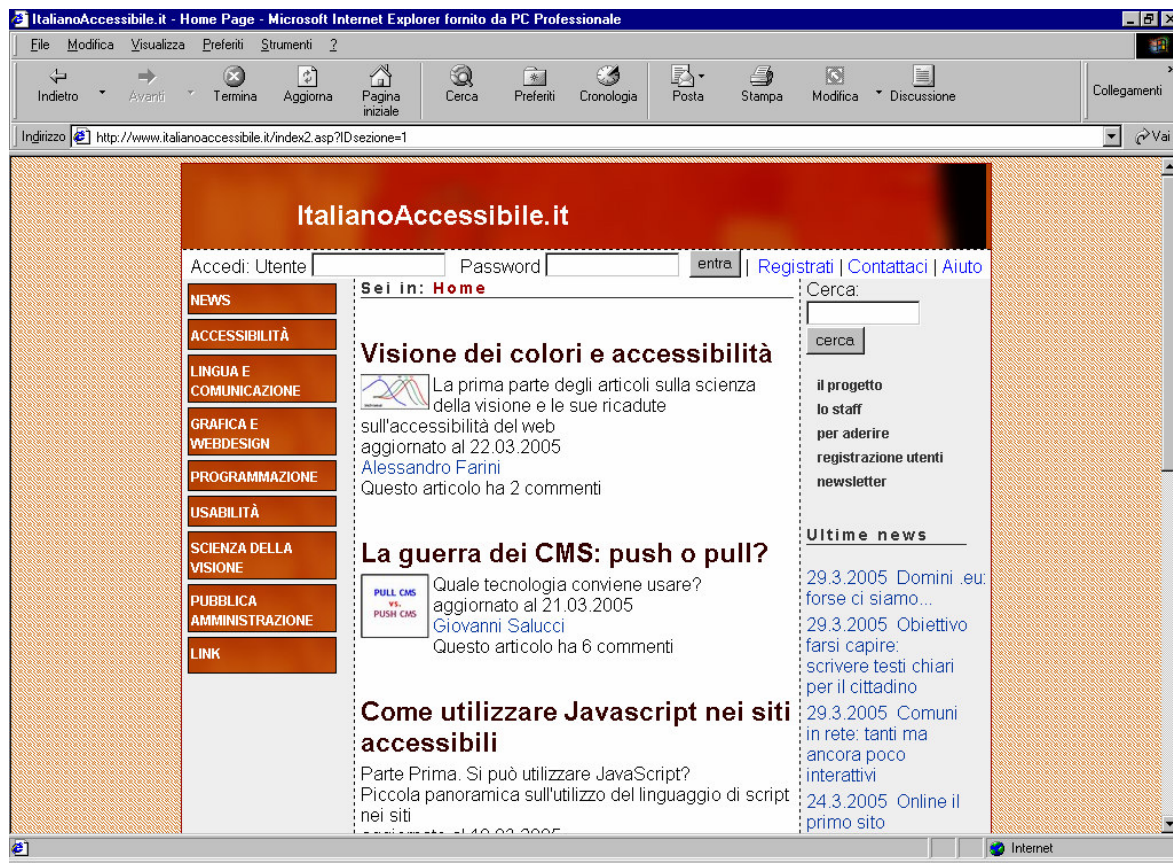 ItalianoAccessibile.it - Home Page - Microsoft Internet Explorer fornito da PC Professionale
File Modifica Visualizza Preferiti Strumenti ?
Indietro Avanti Termina Aggiorna Pagina iniziale Cerca Preferiti Cronologia Posta Stampa Modifica Discussione Collegamenti
Indirizzo http://www.italianoaccessibile.it/index2.asp?IDsezione=1 Vai
ItalianoAccessibile.it
Accedi: Utente Password entra | Registrati | Contattaci | Aiuto
NEWS
ACCESSIBILITÀ
LINGUA E
COMUNICAZIONE
GRAFICA E
WEBDESIGN
PROGRAMMAZIONE
USABILITÀ
SCIENZA DELLA
VISIONE
PUBBLICA
AMMINISTRAZIONE
LINK
Sei in: Home
Visione dei colori e accessibilità
La prima parte degli articoli sulla scienza
della visione e le sue ricadute
sull'accessibilità del web
aggiornato al 22.03.2005
Alessandro Farini
Questo articolo ha 2 commenti
La guerra dei CMS: push o pull?
PULL CMS
vs.
PUSH CMS
Quale tecnologia conviene usare?
aggiornato al 21.03.2005
Giovanni Salucci
Questo articolo ha 6 commenti
Come utilizzare Javascript nei siti
accessibili
Parte Prima. Si può utilizzare JavaScript?
Piccola panoramica sull'utilizzo del linguaggio di script
nei siti
Cerca:
cerca
il progetto
lo staff
per aderire
registrazione utenti
newsletter
Ultime news
29.3.2005 Domini .eu:
forse ci siamo...
29.3.2005 Obiettivo
farsi capire:
scrivere testi chiari
per il cittadino
29.3.2005 Comuni
in rete: tanti ma
ancora poco
interattivi
24.3.2005 Online il
primo sito
Internet